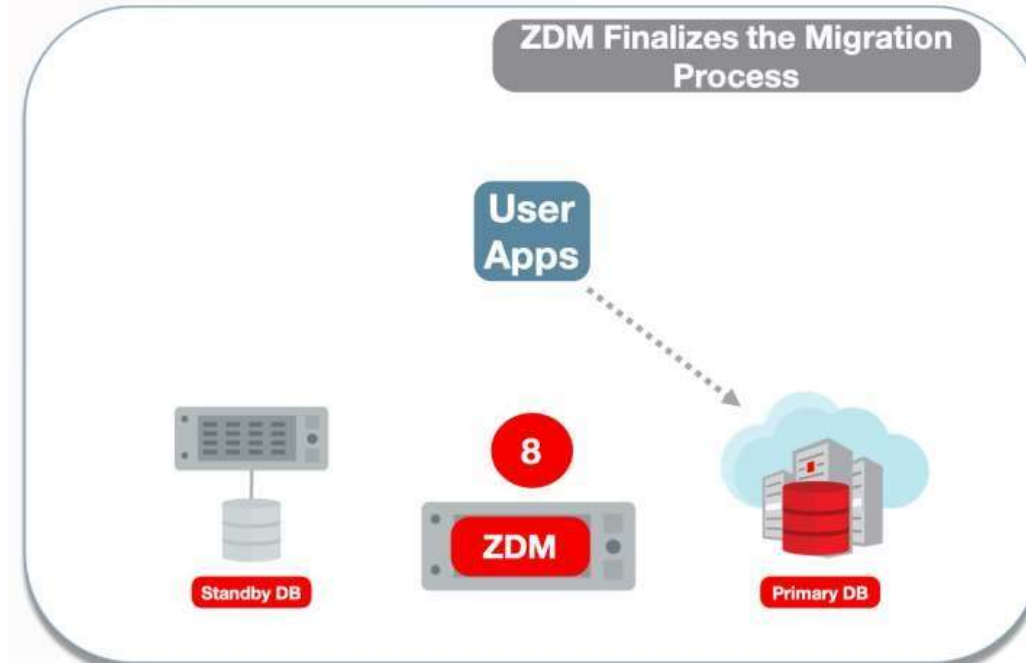 ZDM Finalizes the Migration
Process
User
Apps
8
ZDM
Standby DB
Primary DB